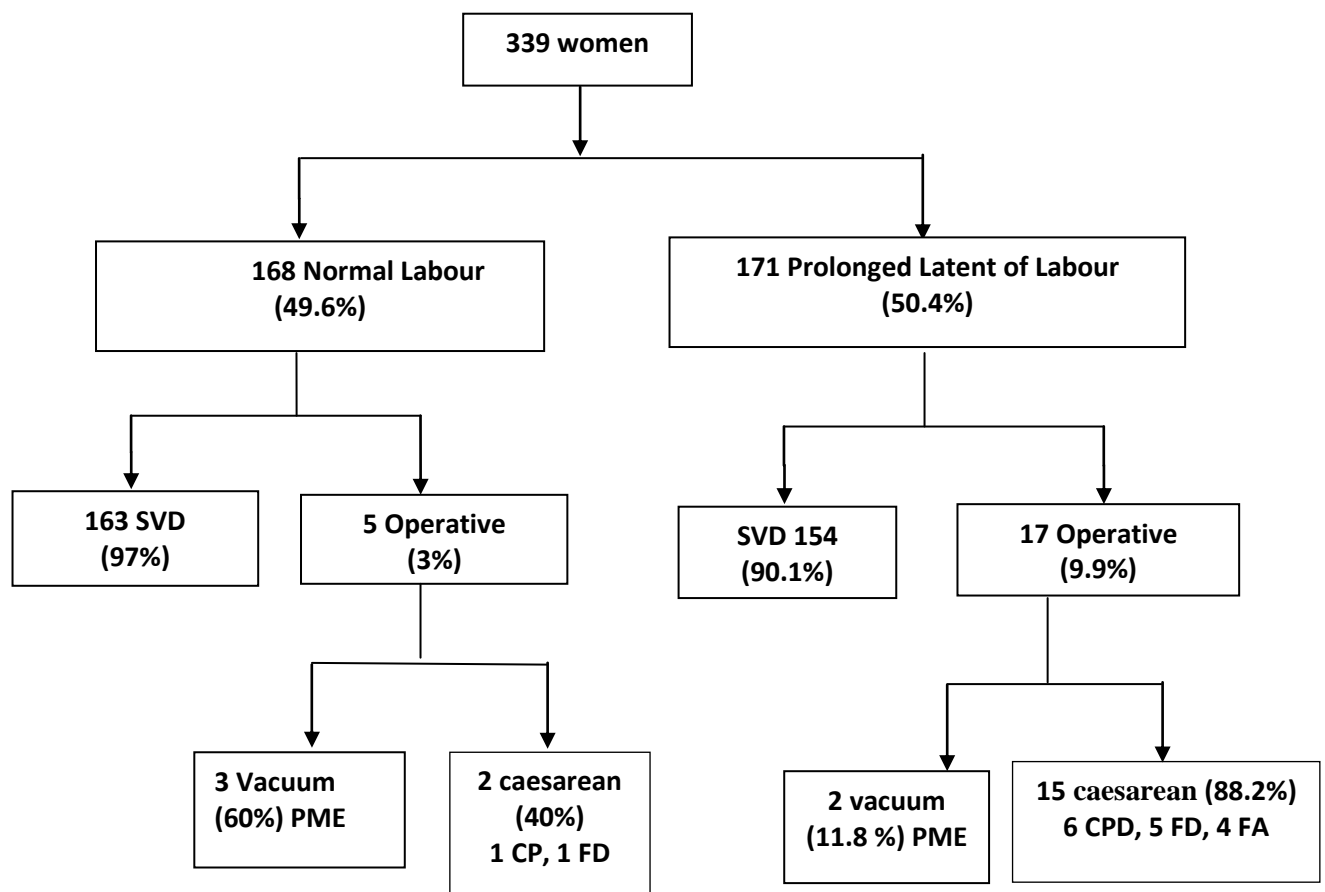 339 women
168 Normal Labour
(49.6%)
171 Prolonged Latent of Labour
(50.4%)
163 SVD
(97%)
5 Operative
(3%)
SVD 154
(90.1%)
17 Operative
(9.9%)
3 Vacuum
(60%) PME
2 caesarean
(40%)
1 CP, 1 FD
2 vacuum
(11.8 %) PME
15 caesarean (88.2%)
6 CPD, 5 FD, 4 FA